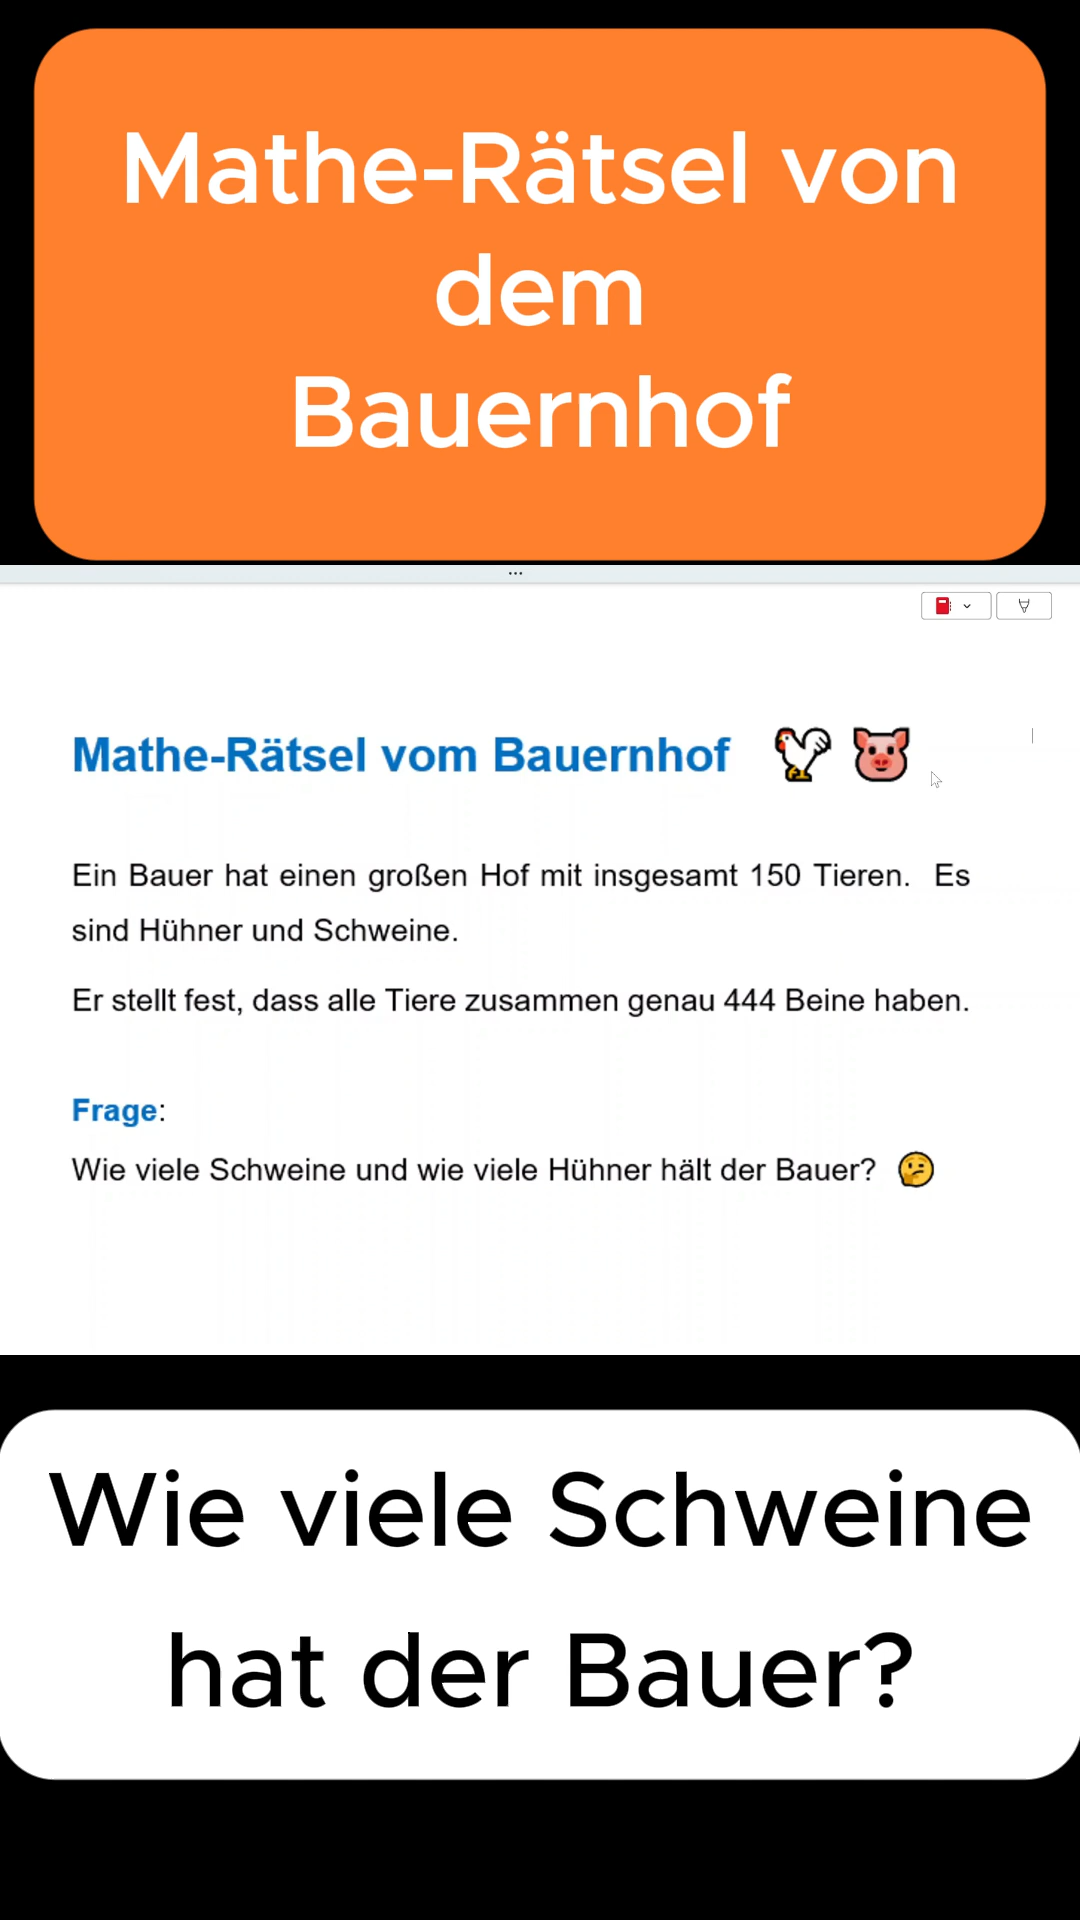 Mathe-Rätsel von
dem
Bauernhof
Mathe-Rätsel vom Bauernhof
Ein Bauer hat einen großen Hof mit insgesamt 150 Tieren. Es
sind Hühner und Schweine.
Er stellt fest, dass alle Tiere zusammen genau 444 Beine haben.
Frage:
Wie viele Schweine und wie viele Hühner hält der Bauer?
Wie viele Schweine
hat der Bauer?